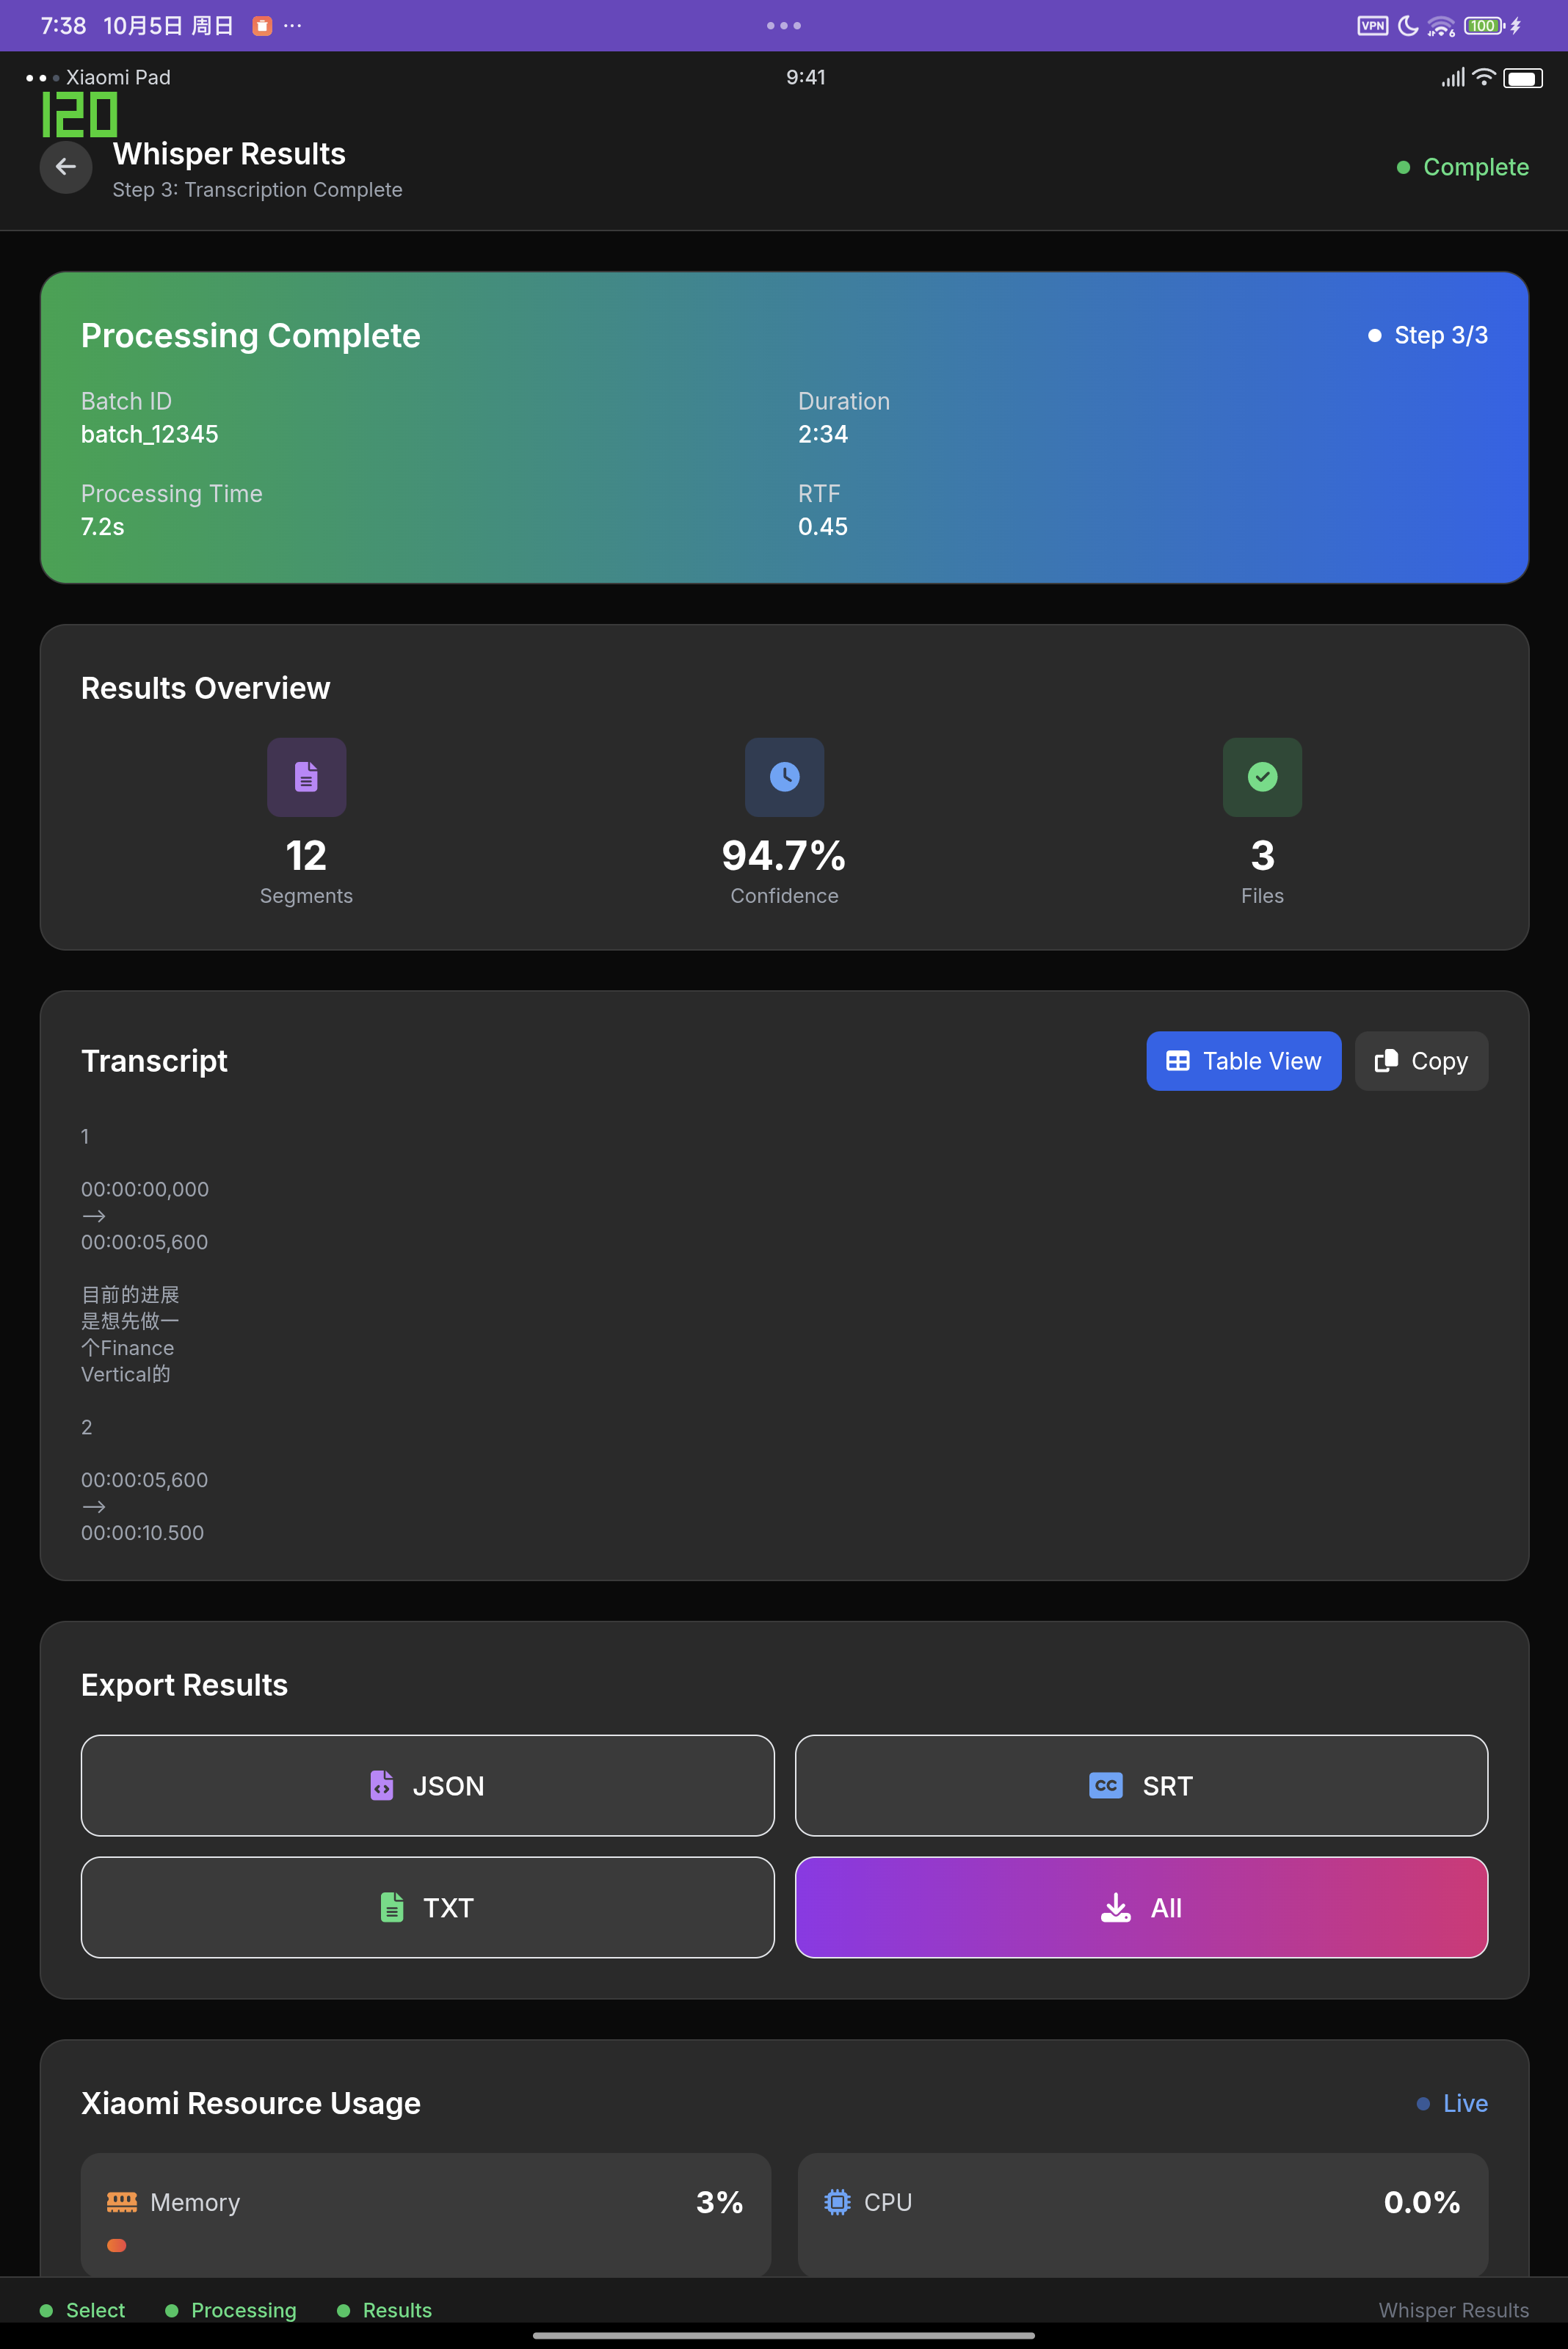 7:38 10月5日 周日 ···
VPN 6 100
Xiaomi Pad 9:41
120
Whisper Results
Step 3: Transcription Complete
Complete
Processing Complete
Step 3/3
Batch ID
batch_12345
Duration
2:34
Processing Time
7.2s
RTF
0.45
Results Overview
12
Segments
94.7%
Confidence
3
Files
Transcript
Table View
Copy
1
00:00:00,000
-->
00:00:05,600
目前的进展
是想先做一
个Finance
Vertical的
2
00:00:05,600
-->
00:00:10.500
Export Results
JSON
CC SRT
TXT
All
Xiaomi Resource Usage
Live
Memory 3%
CPU 0.0%
Select Processing Results
Whisper Results